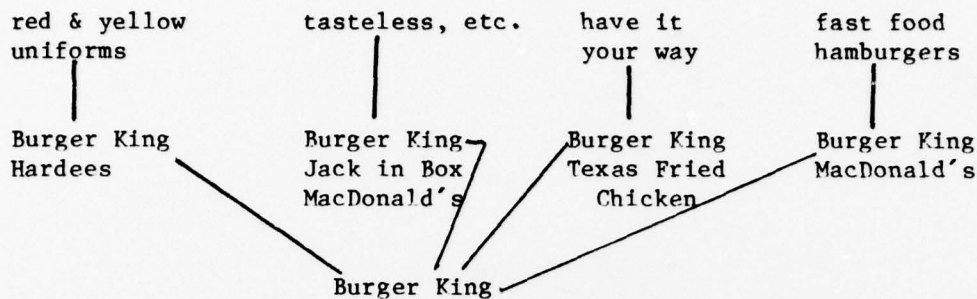 red & yellow
uniforms
tasteless, etc.
have it
your way
fast food
hamburgers
Burger King
Hardees
Burger King
Jack in Box
MacDonald's
Burger King
Texas Fried
Chicken
Burger King
MacDonald's
Burger King